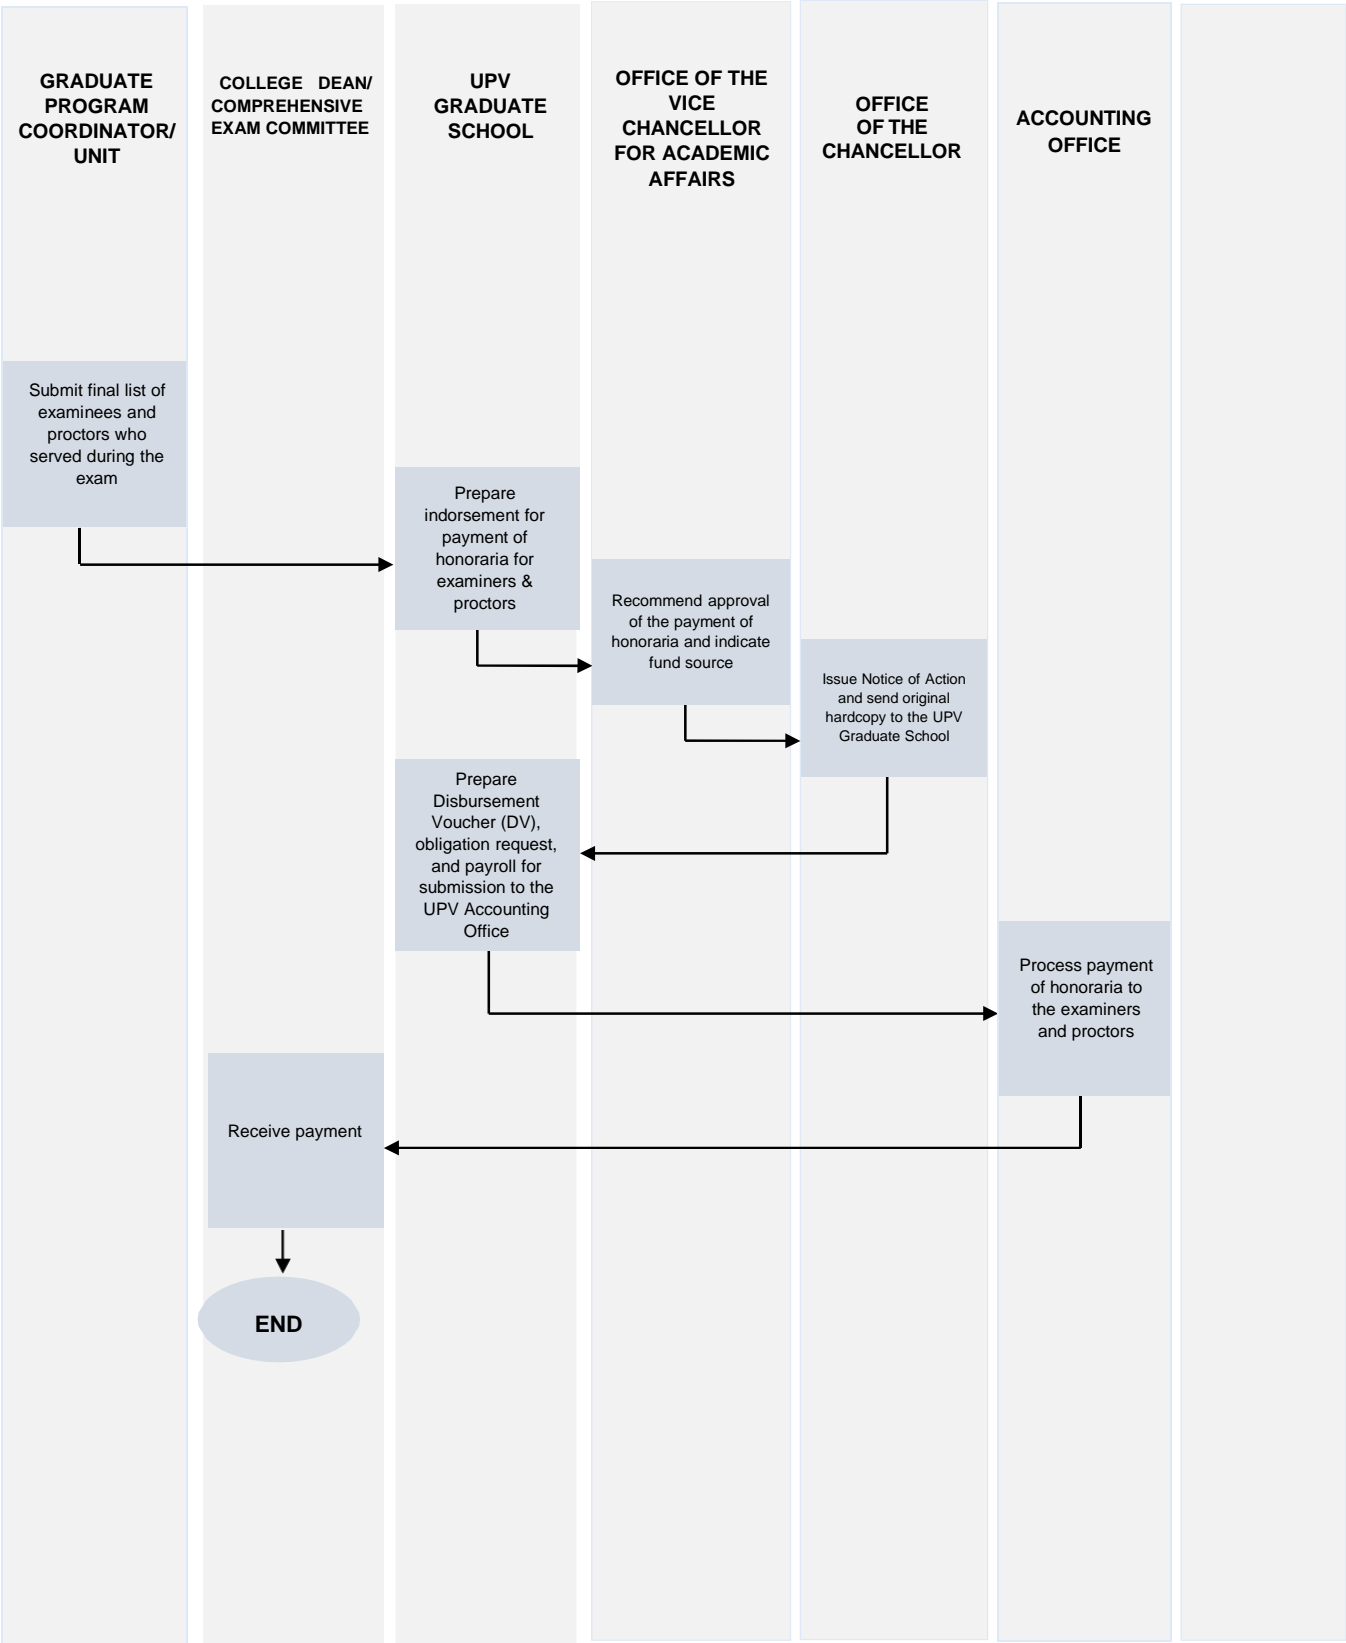 GRADUATE
PROGRAM
COORDINATOR/
UNIT
COLLEGE DEAN/
COMPREHENSIVE
EXAM COMMITTEE
UPV
GRADUATE
SCHOOL
OFFICE OF THE
VICE
CHANCELLOR
FOR ACADEMIC
AFFAIRS
OFFICE
OF THE
CHANCELLOR
ACCOUNTING
OFFICE
Submit final list of
examinees and
proctors who
served during the
exam
Prepare
indorsement for
payment of
honoraria for
examiners &
proctors
Recommend approval
of the payment of
honoraria and indicate
fund source
Issue Notice of Action
and send original
hardcopy to the UPV
Graduate School
Prepare
Disbursement
Voucher (DV),
obligation request,
and payroll for
submission to the
UPV Accounting
Office
Process payment
of honoraria to
the examiners
and proctors
Receive payment
END